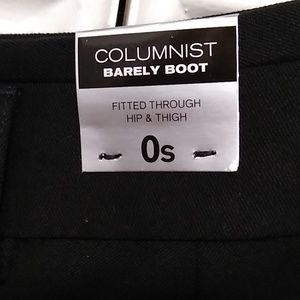 COLUMNIST
BARELY BOOT
FITTED THROUGH
HIP & THIGH
0s